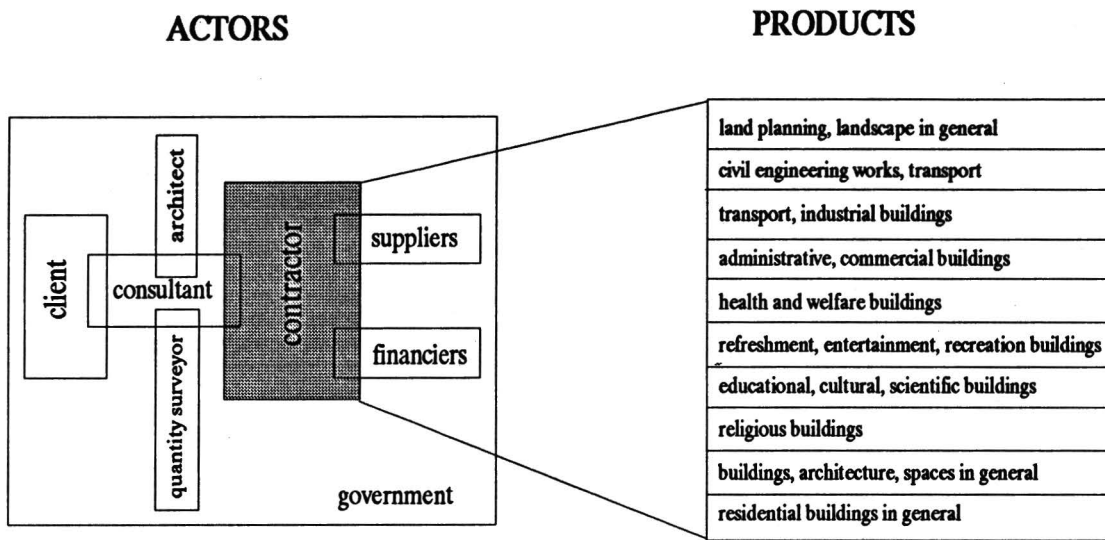 ACTORS
PRODUCTS
architect
client
consultant
quantity surveyor
contractor
suppliers
financiers
government
land planning, landscape in general
civil engineering works, transport
transport, industrial buildings
administrative, commercial buildings
health and welfare buildings
refreshment, entertainment, recreation buildings
educational, cultural, scientific buildings
religious buildings
buildings, architecture, spaces in general
residential buildings in general